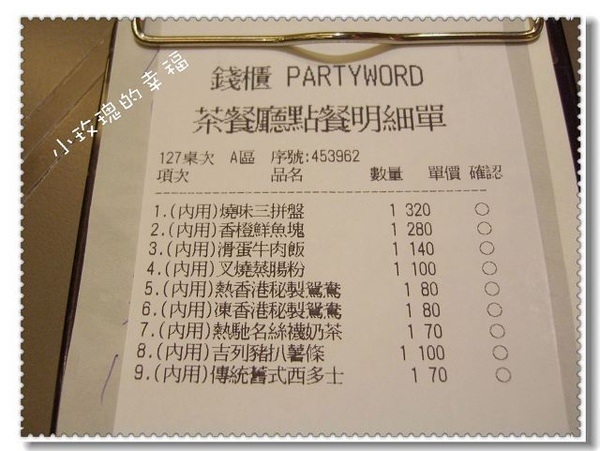 小玫瑰的幸福
錢櫃 PARTYWORD
茶餐廳點餐明細單
127桌次 A區 序號:453962
項次 品名 數量 單價 確認
1.(內用)燒味三拼盤 1 320 ○
2.(內用)香橙鮮魚塊 1 280 ○
3.(內用)滑蛋牛肉飯 1 140 ○
4.(內用)叉燒蒸腸粉 1 100 ○
5.(內用)熱香港秘製鴛鴦 1 80 ○
6.(內用)凍香港秘製鴛鴦 1 80 ○
7.(內用)熱馳名絲襪奶茶 1 70 ○
8.(內用)吉列豬扒薯條 1 100 ○
9.(內用)傳統舊式西多士 1 70 ○